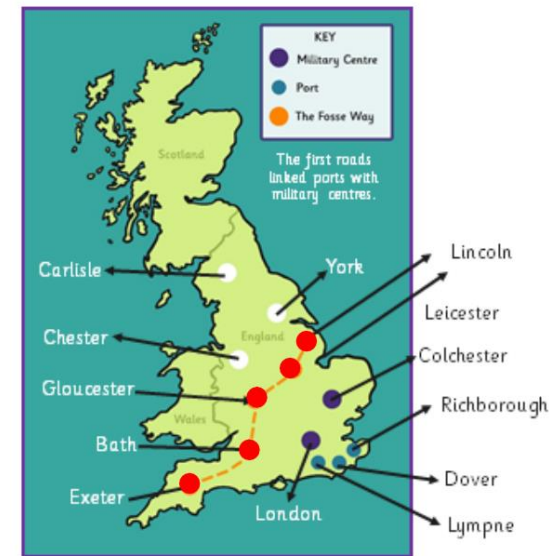 KEY
Military Centre
Port
The Fosse Way
Scotland
The first roads
linked ports with
military centres.
Lincoln
Carlisle
York
Leicester
England
Chester
Colchester
Gloucester
Richborough
Wales
Bath
Dover
Exeter
London
Lympne